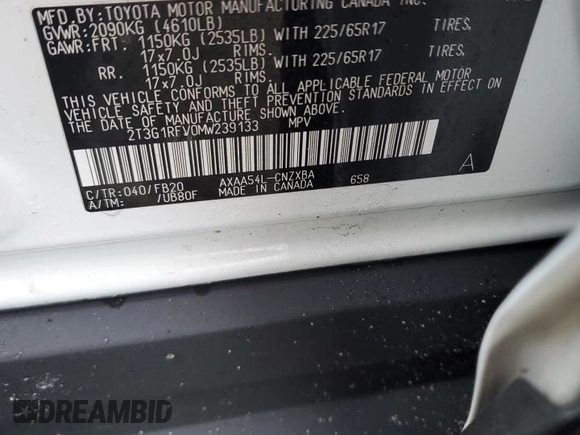 MFD.BY: TOYOTA MOTOR MANUFACTURING CANADA INC.
GVWR: 2090KG (4610LB)
GAWR: FRT. 1150KG (2535LB) WITH 225/65R17 TIRES,
17x7.0J RIMS.
RR. 1150KG (2535LB) WITH 225/65R17 TIRES,
17x7.0J RIMS.
THIS VEHICLE CONFORMS TO ALL APPLICABLE FEDERAL MOTOR
VEHICLE SAFETY AND THEFT PREVENTION STANDARDS IN EFFECT
ON THE DATE OF MANUFACTURE SHOWN ABOVE.
2T3G1RFV0MW239133 MPV
C/TR:040/FB20 AXAA54L-CNZXBA 658 A
A/TM: /UB80F MADE IN CANADA
DREAMBID